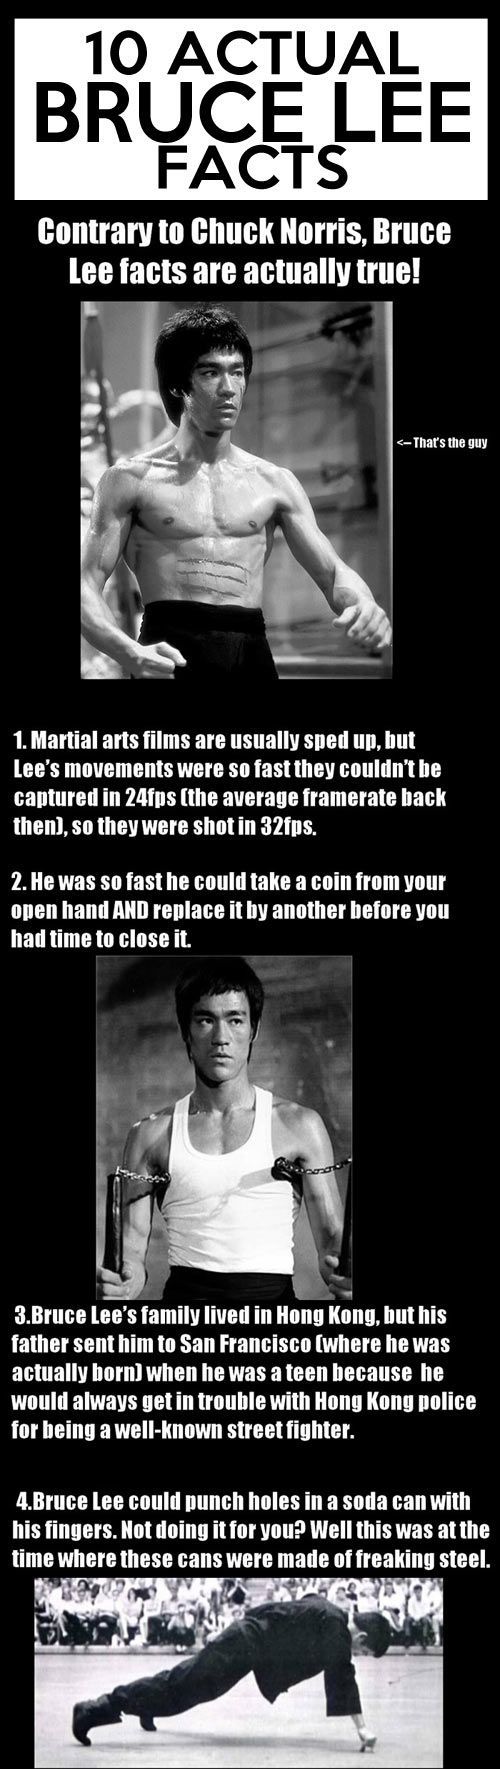 10 ACTUAL
BRUCE LEE
FACTS
Contrary to Chuck Norris, Bruce
Lee facts are actually true!
<-- That's the guy
1. Martial arts films are usually sped up, but
Lee's movements were so fast they couldn't be
captured in 24fps (the average framerate back
then), so they were shot in 32fps.
2. He was so fast he could take a coin from your
open hand AND replace it by another before you
had time to close it.
3.Bruce Lee's family lived in Hong Kong, but his
father sent him to San Francisco (where he was
actually born) when he was a teen because he
would always get in trouble with Hong Kong police
for being a well-known street fighter.
4.Bruce Lee could punch holes in a soda can with
his fingers. Not doing it for you? Well this was at the
time where these cans were made of freaking steel.